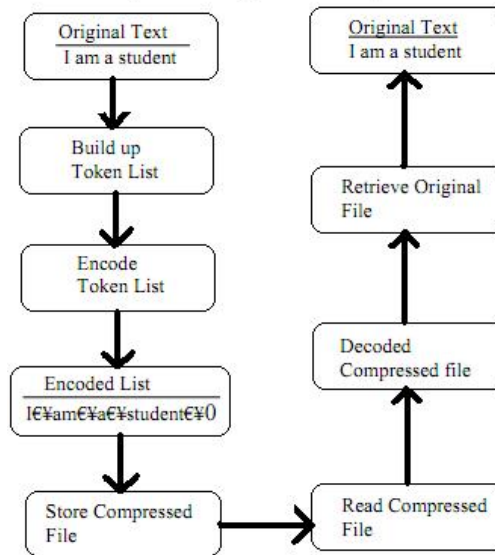 Original Text
I am a student
Build up
Token List
Encode
Token List
Encoded List
I€¥am€¥a€¥student€¥0
Store Compressed
File
Read Compressed
File
Decoded
Compressed file
Retrieve Original
File
Original Text
I am a student